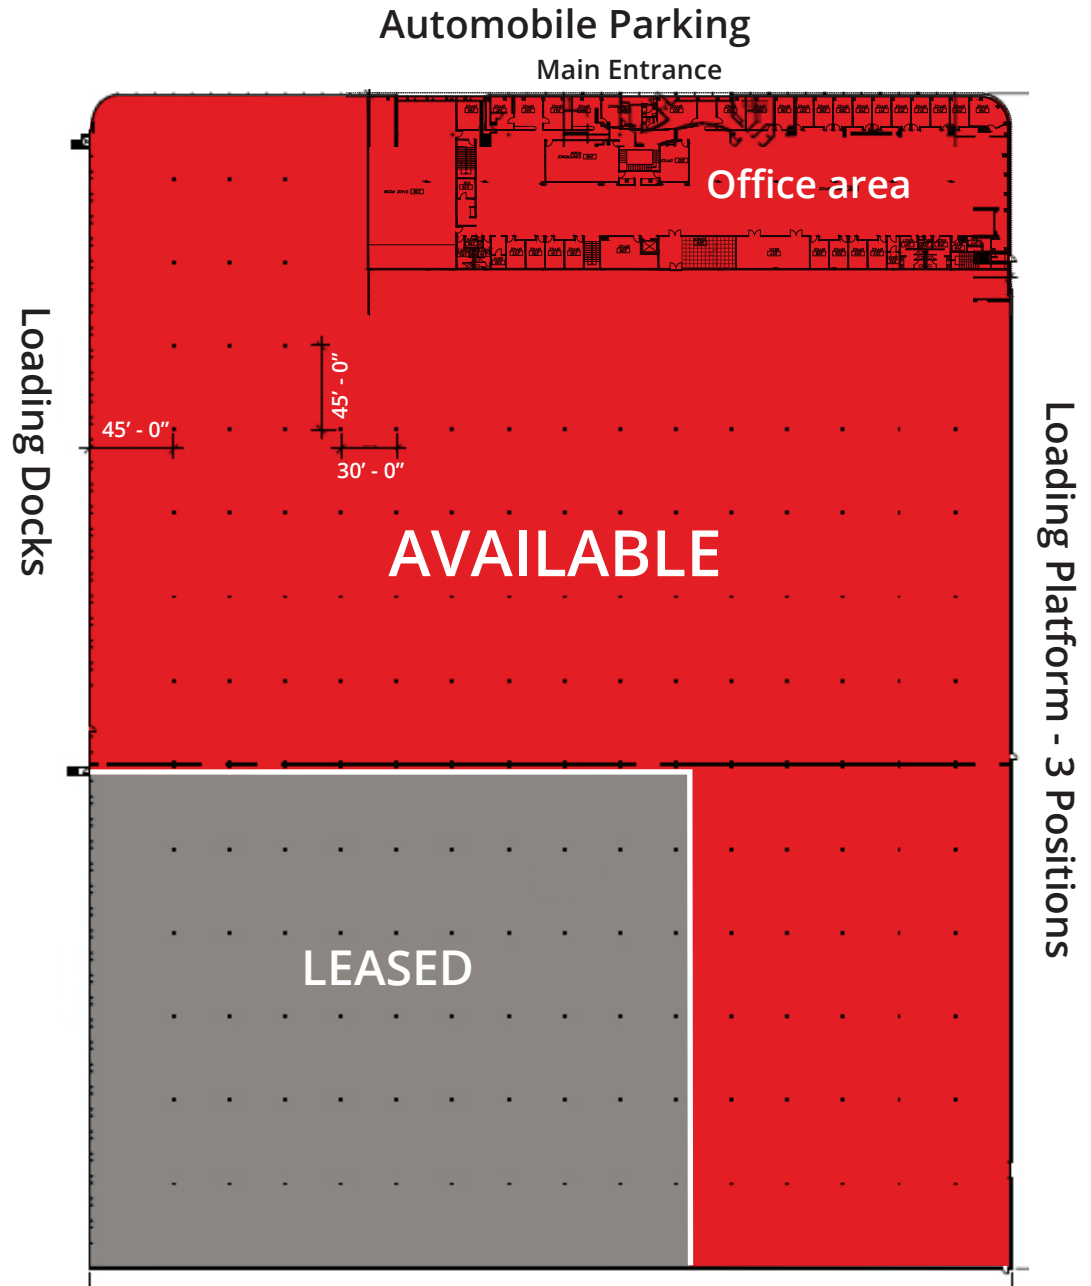 Automobile Parking
Main Entrance
Office area
Loading Docks
45' - 0"
45' - 0"
30' - 0"
AVAILABLE
Loading Platform - 3 Positions
LEASED